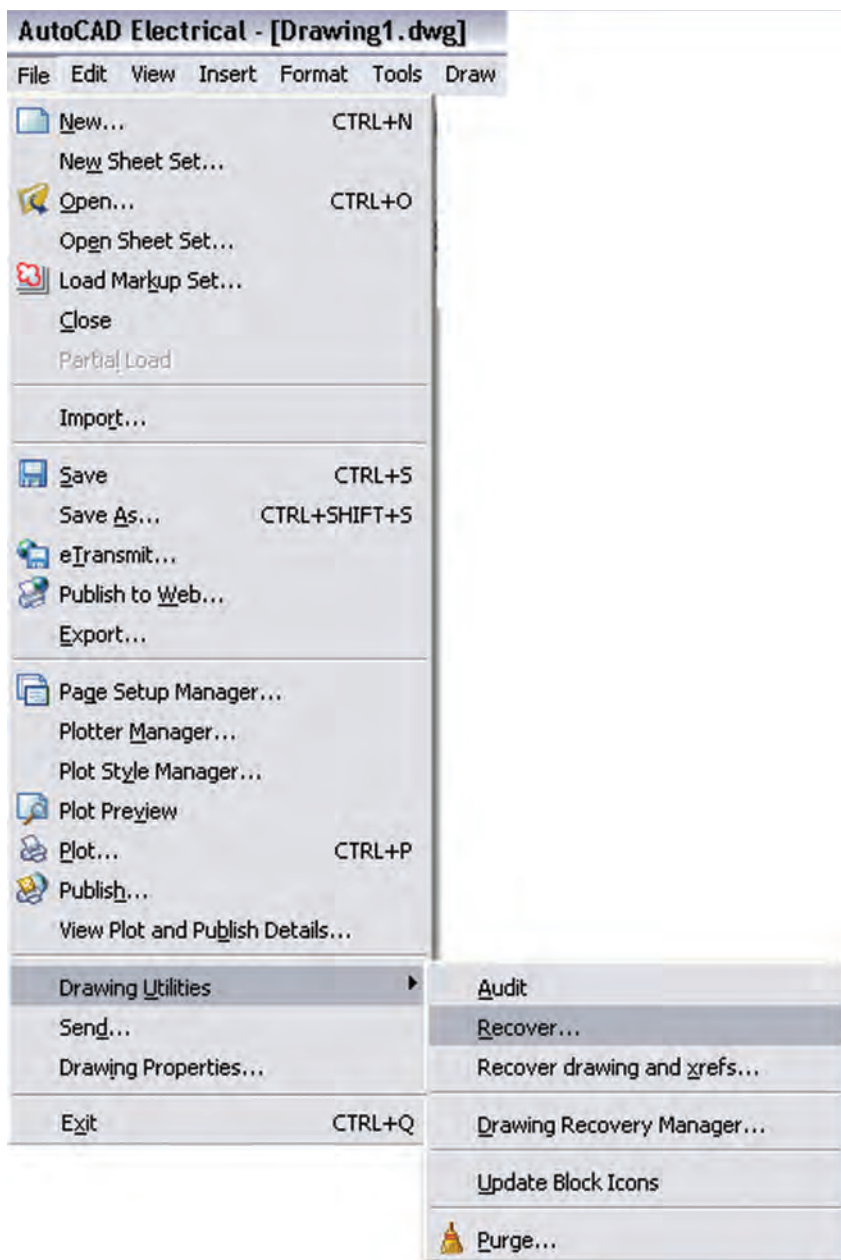 AutoCAD Electrical - [Drawing1.dwg]
File Edit View Insert Format Tools Draw
New... CTRL+N
New Sheet Set...
Open... CTRL+O
Open Sheet Set...
Load Markup Set...
Close
Partial Load
Import...
Save CTRL+S
Save As... CTRL+SHIFT+S
eTransmit...
Publish to Web...
Export...
Page Setup Manager...
Plotter Manager...
Plot Style Manager...
Plot Preview
Plot... CTRL+P
Publish...
View Plot and Publish Details...
Drawing Utilities
Send...
Drawing Properties...
Exit CTRL+Q
Audit
Recover...
Recover drawing and xrefs...
Drawing Recovery Manager...
Update Block Icons
Purge...